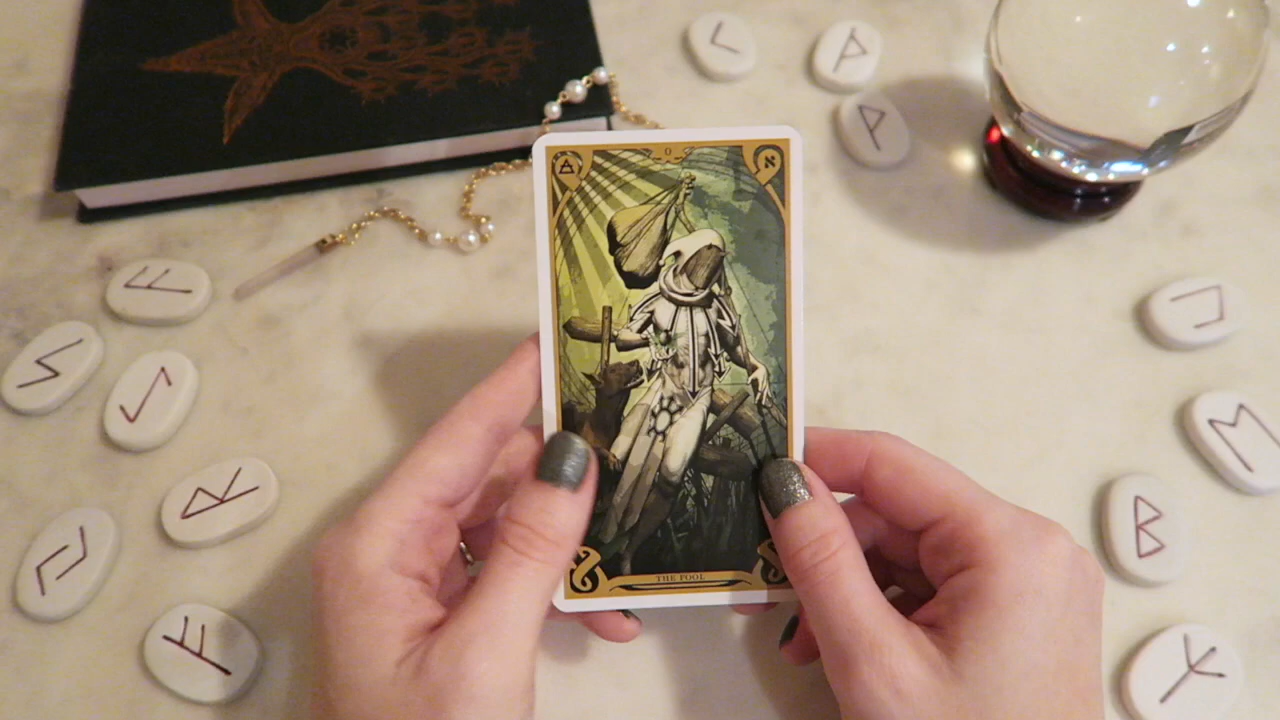 ᚲ
ᚹ
ᚹ
0
א
ᚨ
ᚢ
ᛊ
ᛇ
ᛖ
ᚱ
ᛒ
ᛃ
THE FOOL
ᚠ
ᛉ